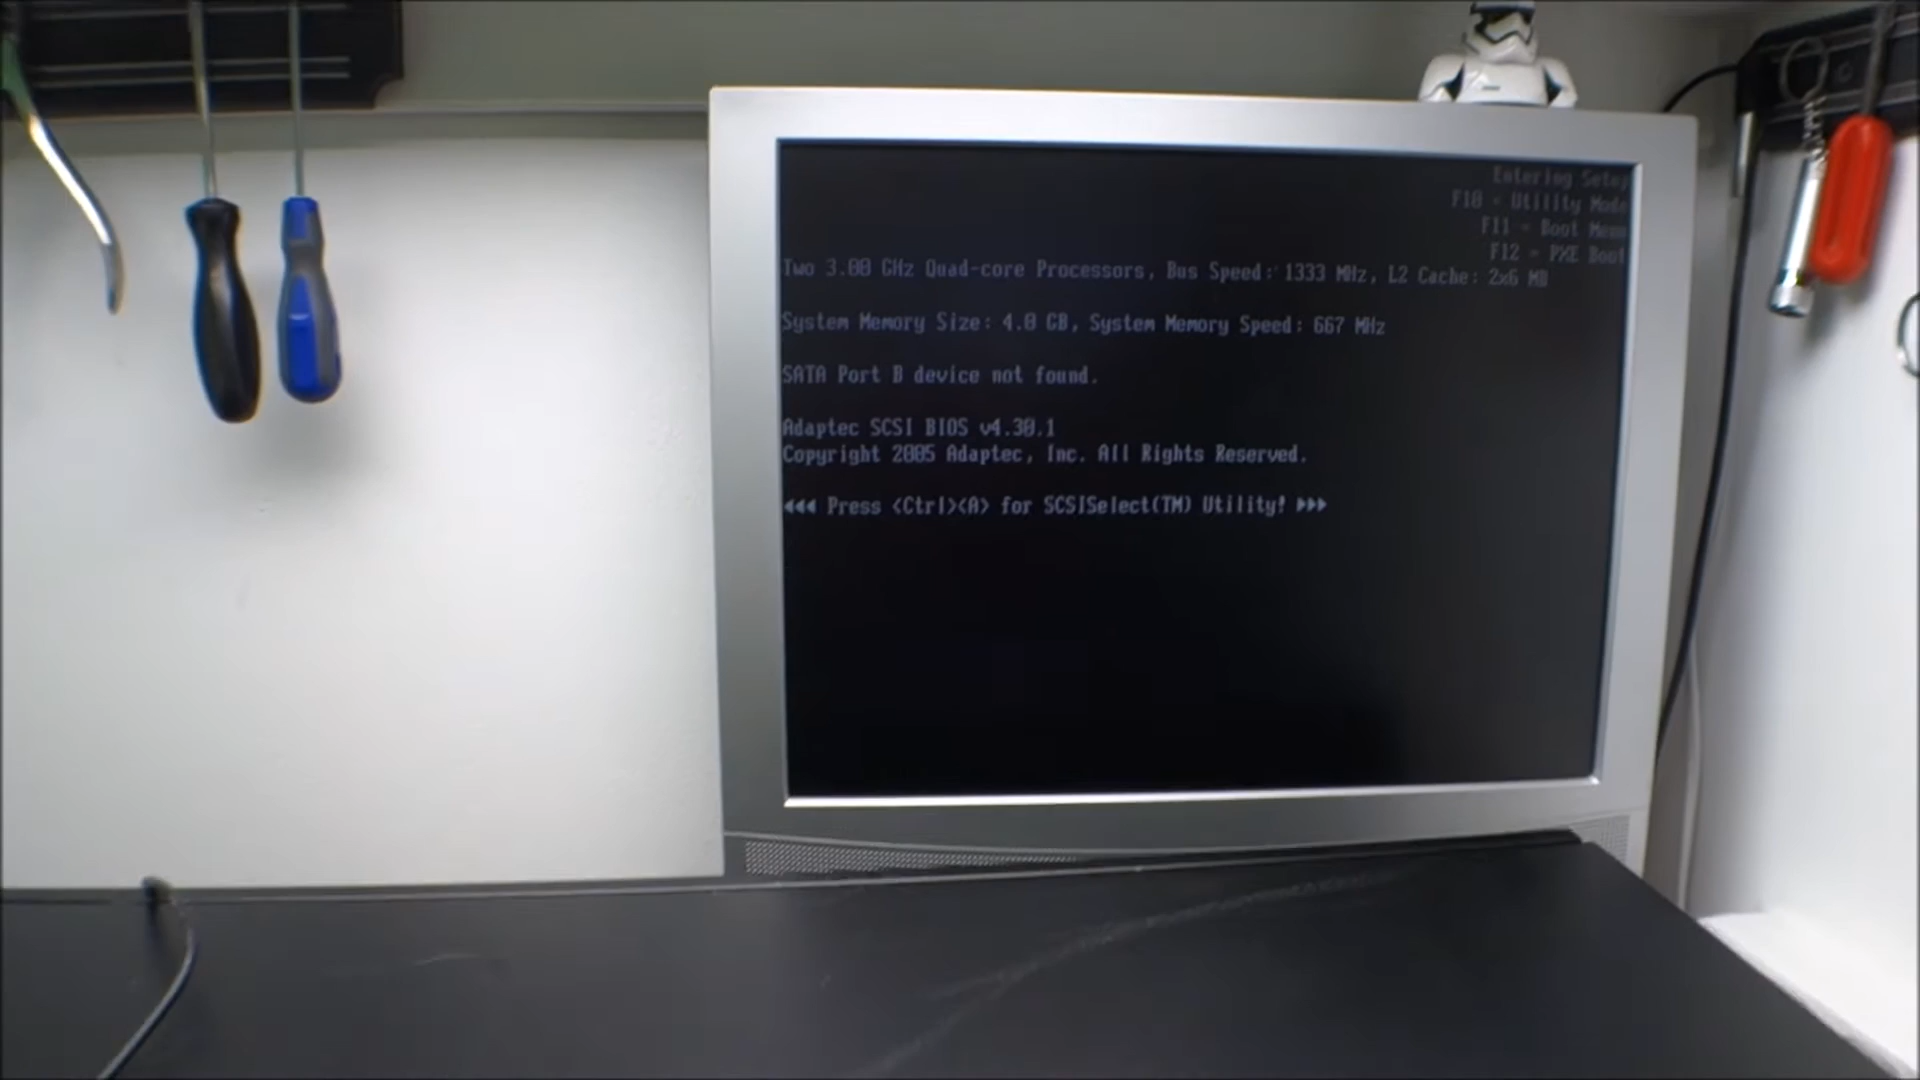 Entering Setup
F10 = Utility Mode
F11 = Boot Menu
F12 = PXE Boot
Two 3.00 GHz Quad-core Processors, Bus Speed: 1333 MHz, L2 Cache: 2x6 MB
System Memory Size: 4.0 GB, System Memory Speed: 667 MHz
SATA Port B device not found.
Adaptec SCSI BIOS v4.30.1
Copyright 2005 Adaptec, Inc. All Rights Reserved.
◄◄◄ Press <Ctrl><A> for SCSISelect(TM) Utility! ►►►